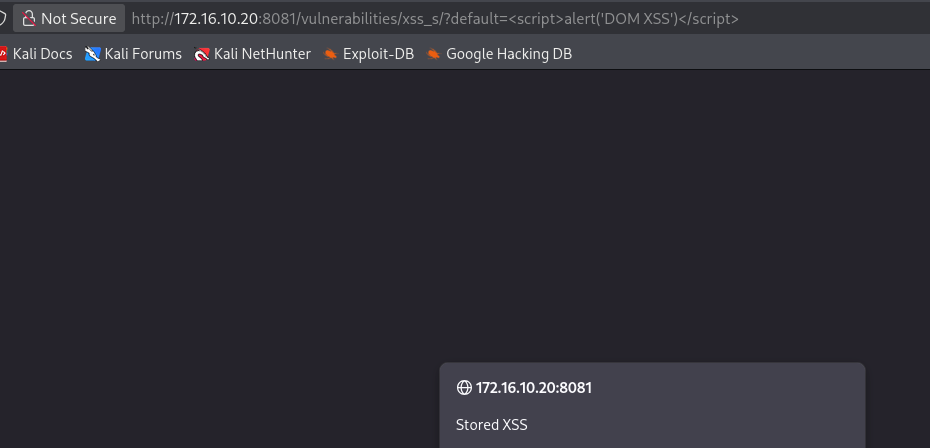 Not Secure http://172.16.10.20:8081/vulnerabilities/xss_s/?default=<script>alert('DOM XSS')</script>
Kali Docs Kali Forums Kali NetHunter Exploit-DB Google Hacking DB
172.16.10.20:8081
Stored XSS